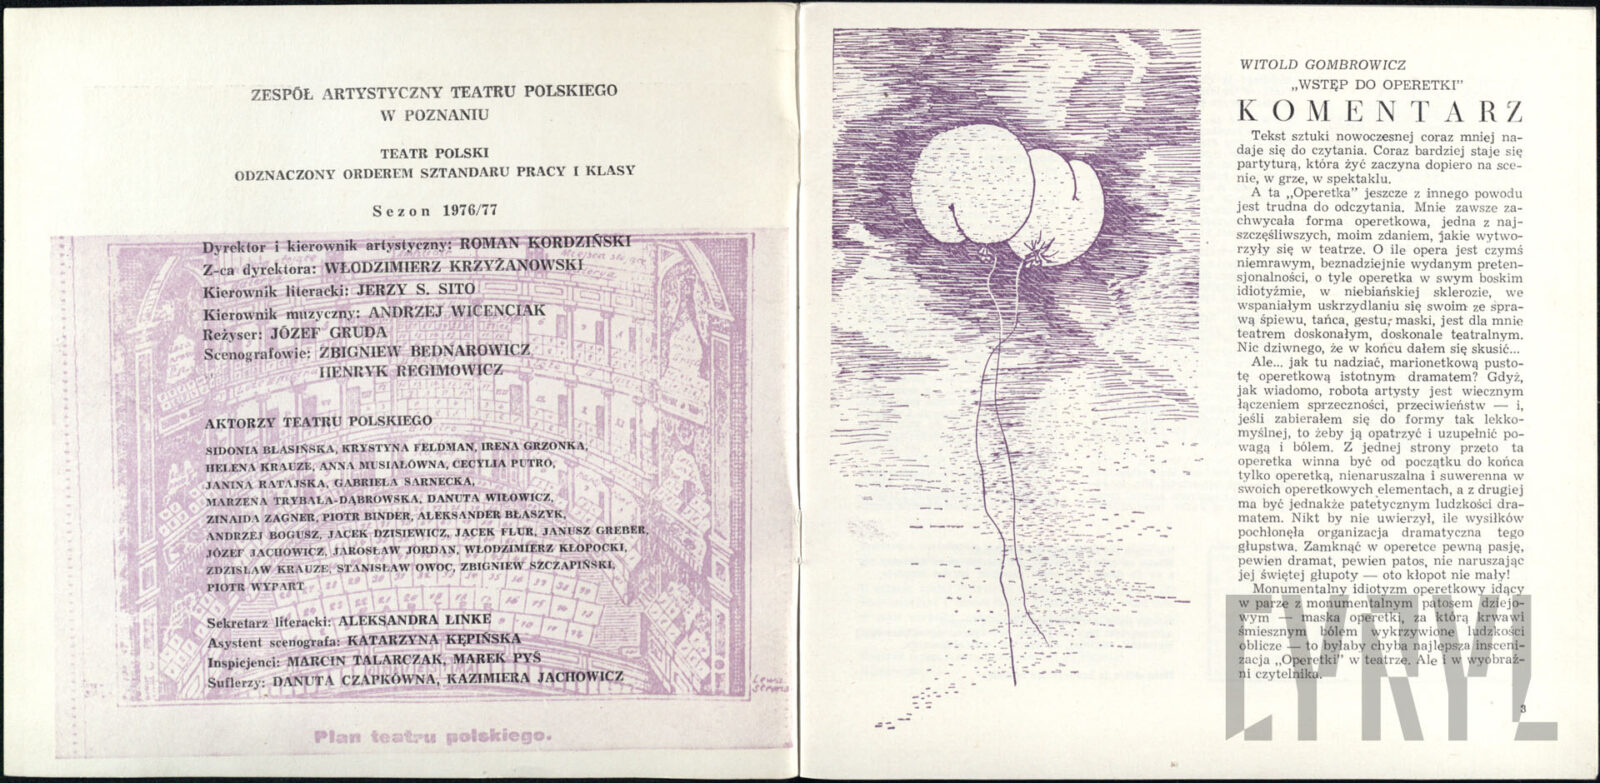 ZESPÓŁ ARTYSTYCZNY TEATRU POLSKIEGO
W POZNANIU
TEATR POLSKI
ODZNACZONY ORDEREM SZTANDARU PRACY I KLASY
Sezon 1976/77
Dyrektor i kierownik artystyczny: ROMAN KORDZIŃSKI
Z-ca dyrektora: WŁODZIMIERZ KRZYŻANOWSKI
Kierownik literacki: JERZY S. SITO
Kierownik muzyczny: ANDRZEJ WICENCIAK
Reżyser: JÓZEF GRUDA
Scenografowie: ZBIGNIEW BEDNAROWICZ
HENRYK REGIMOWICZ
AKTORZY TEATRU POLSKIEGO
SIDONIA BŁASIŃSKA, KRYSTYNA FELDMAN, IRENA GRZONKA,
HELENA KRAUZE, ANNA MUSIAŁÓWNA, CECYLIA PUTRO,
JANINA RATAJSKA, GABRIELA SARNECKA,
MARZENA TRYBAŁA-DĄBROWSKA, DANUTA WIŁOWICZ,
ZINAIDA ZAGNER, PIOTR BINDER, ALEKSANDER BŁASZYK,
ANDRZEJ BOGUSZ, JACEK DZISIEWICZ, JACEK FLUR, JANUSZ GREBER,
JÓZEF JACHOWICZ, JAROSŁAW JORDAN, WŁODZIMIERZ KŁOPOCKI,
ZDZISŁAW KRAUZE, STANISŁAW OWOC, ZBIGNIEW SZCZAPIŃSKI,
PIOTR WYPART
Sekretarz literacki: ALEKSANDRA LINKE
Asystent scenografa: KATARZYNA KĘPIŃSKA
Inspicjenci: MARCIN TALARCZAK, MAREK PYŚ
Suflerzy: DANUTA CZAPKÓWNA, KAZIMIERA JACHOWICZ
Plan teatru polskiego.
WITOLD GOMBROWICZ
„WSTĘP DO OPERETKI"
KOMENTARZ
Tekst sztuki nowoczesnej coraz mniej na-
daje się do czytania. Coraz bardziej staje się
partyturą, która żyć zaczyna dopiero na sce-
nie, w grze, w spektaklu.
A ta „Operetka" jeszcze z innego powodu
jest trudna do odczytania. Mnie zawsze za-
chwycała forma operetkowa, jedna z naj-
szczęśliwszych, moim zdaniem, jakie wytwo-
rzyły się w teatrze. O ile opera jest czymś
niemrawym, beznadziejnie wydanym preten-
sjonalności, o tyle operetka w swym boskim
idiotyźmie, w niebiańskiej sklerozie, we
wspaniałym uskrzydlaniu się swoim ze spra-
wą śpiewu, tańca, gestu, maski, jest dla mnie
teatrem doskonałym, doskonale teatralnym.
Nic dziwnego, że w końcu dałem się skusić...
Ale... jak tu nadziać, marionetkową pusto-
tę operetkową istotnym dramatem? Gdyż,
jak wiadomo, robota artysty jest wiecznym
łączeniem sprzeczności, przeciwieństw — i,
jeśli zabierałem się do formy tak lekko-
myślnej, to żeby ją opatrzyć i uzupełnić po-
wagą i bólem. Z jednej strony przeto ta
operetka winna być od początku do końca
tylko operetką, nienaruszalna i suwerenna w
swoich operetkowych elementach, a z drugiej
ma być jednakże patetycznym ludzkości dra-
matem. Nikt by nie uwierzył, ile wysiłków
pochłonęła organizacja dramatyczna tego
głupstwa. Zamknąć w operetce pewną pasję,
pewien dramat, pewien patos, nie naruszając
jej świętej głupoty — oto kłopot nie mały!
Monumentalny idiotyzm operetkowy idący
w parze z monumentalnym patosem dziejo-
wym — maska operetki, za którą krwawi
śmiesznym bólem wykrzywione ludzkości
oblicze — to byłaby chyba najlepsza insceni-
zacja „Operetki" w teatrze. Ale i w wyobraź-
ni czytelnika.
3